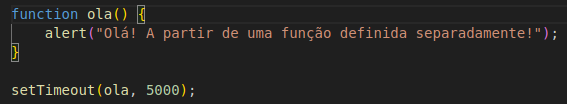 function ola() {
    alert("Olá! A partir de uma função definida separadamente!");
}
setTimeout(ola, 5000);